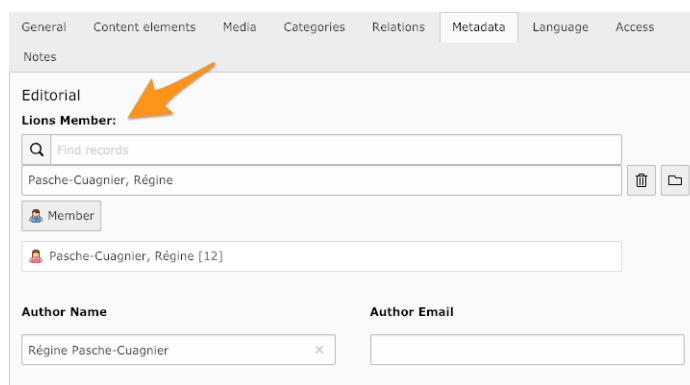 General Content elements Media Categories Relations Metadata Language Access
Notes
Editorial
Lions Member:
Find records
Pasche-Cuagnier, Régine
Member
Pasche-Cuagnier, Régine [12]
Author Name Author Email
Régine Pasche-Cuagnier